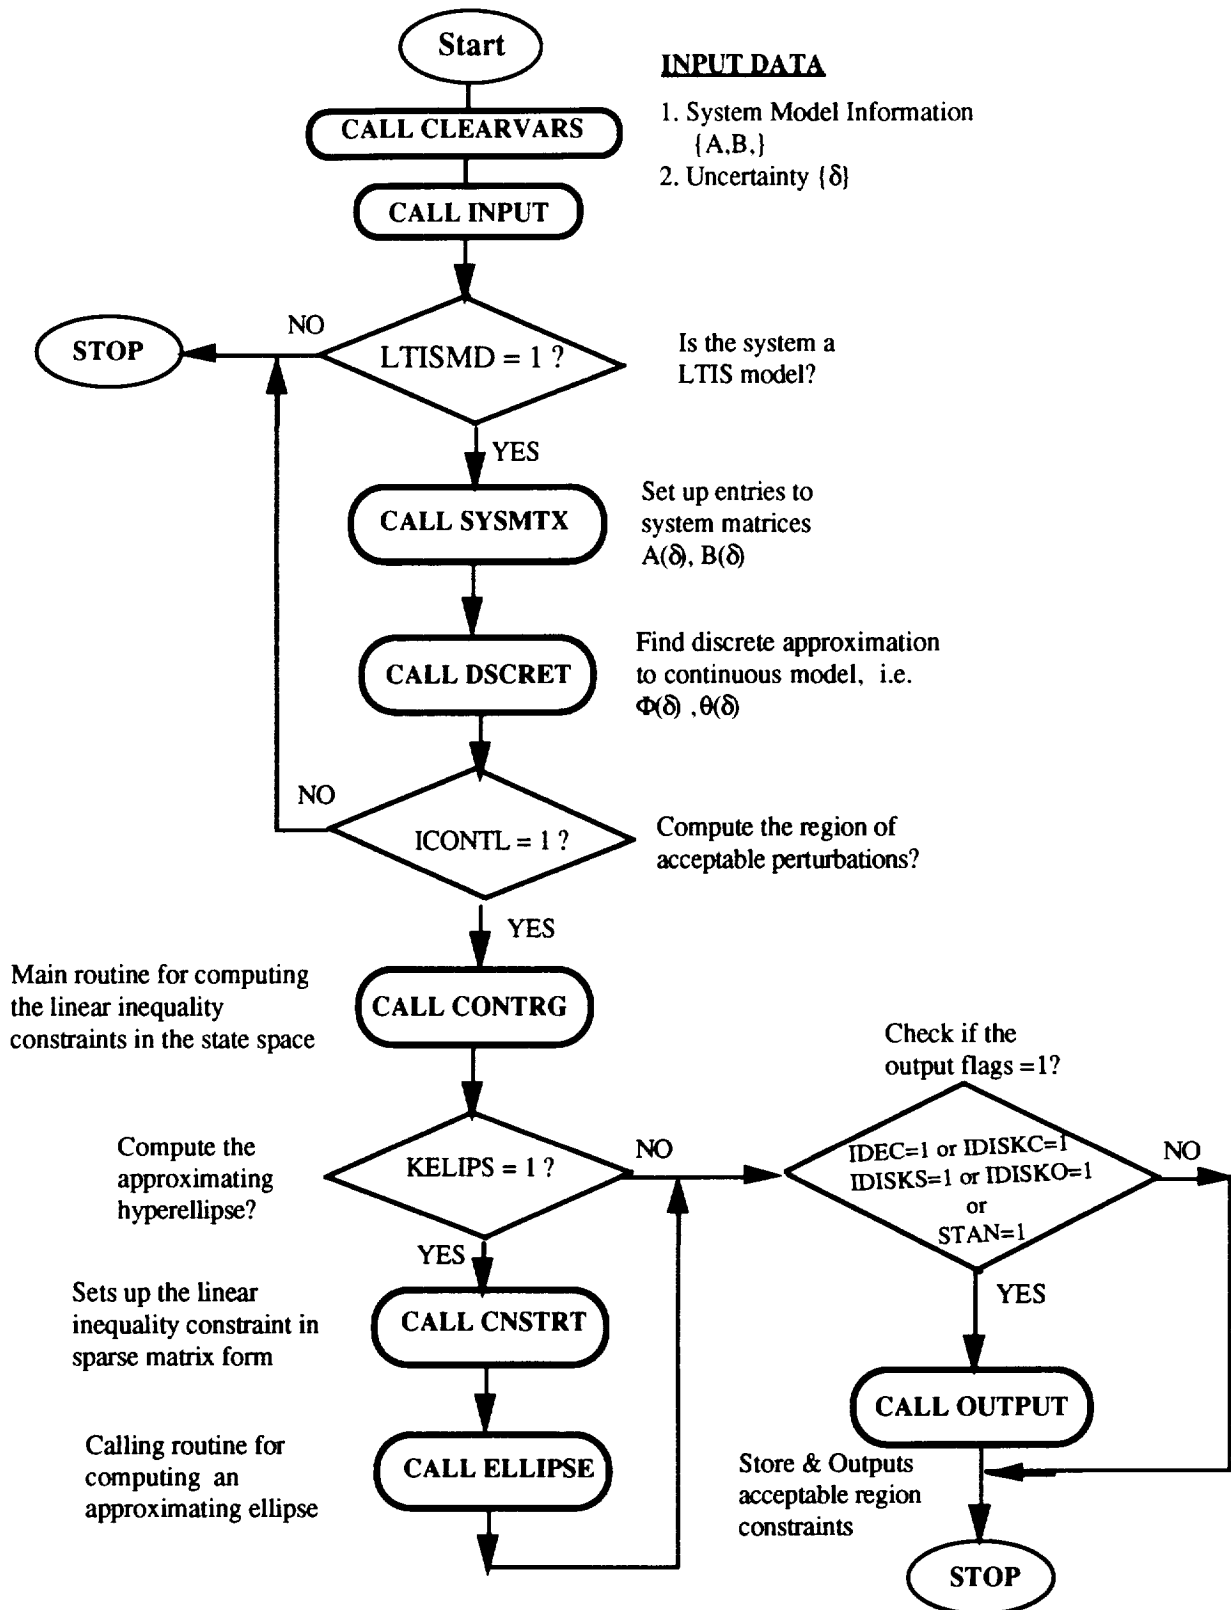 Start
INPUT DATA
1. System Model Information
{A,B,}
2. Uncertainty {δ}
CALL CLEARVARS
CALL INPUT
NO
STOP
LTISMD = 1 ?
Is the system a
LTIS model?
YES
CALL SYSMTX
Set up entries to
system matrices
A(δ), B(δ)
CALL DSCRET
Find discrete approximation
to continuous model, i.e.
Φ(δ) ,θ(δ)
NO
ICONTL = 1 ?
Compute the region of
acceptable perturbations?
YES
Main routine for computing
the linear inequality
constraints in the state space
CALL CONTRG
Compute the
approximating
hyperellipse?
KELIPS = 1 ?
NO
Check if the
output flags =1?
IDEC=1 or IDISKC=1
IDISKS=1 or IDISKO=1
or
STAN=1
NO
YES
Sets up the linear
inequality constraint in
sparse matrix form
CALL CNSTRT
YES
CALL OUTPUT
Calling routine for
computing an
approximating ellipse
CALL ELLIPSE
Store & Outputs
acceptable region
constraints
STOP